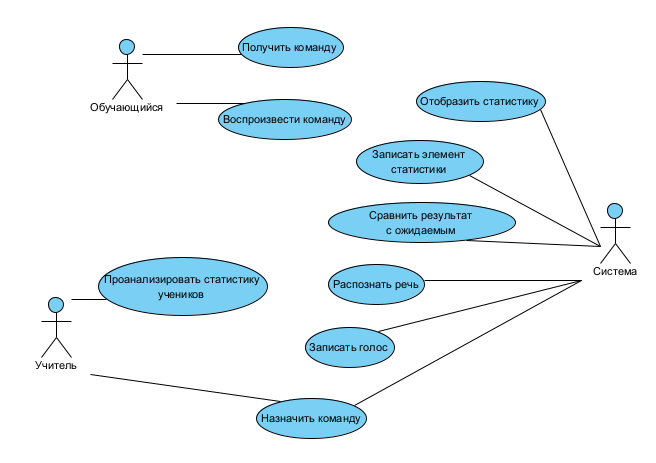 Получить команду
Обучающийся
Воспроизвести команду
Отобразить статистику
Записать элемент
статистики
Сравнить результат
с ожидаемым
Система
Проанализировать статистику
учеников
Распознать речь
Учитель
Записать голос
Назначить команду